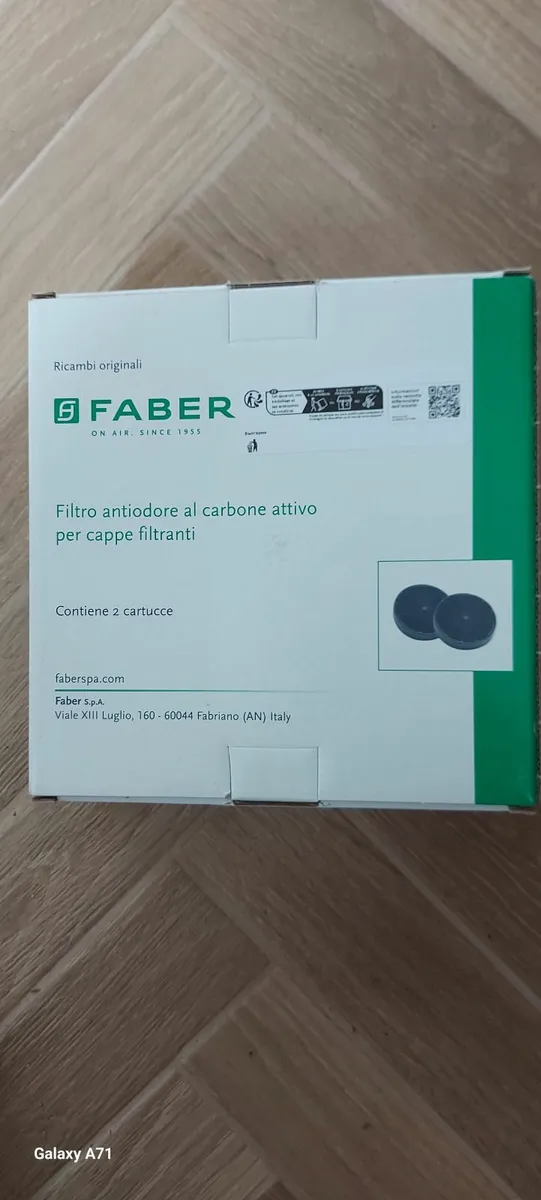 Ricambi originali
FABER
ON AIR. SINCE 1955
Filtro antiodore al carbone attivo
per cappe filtranti
Contiene 2 cartucce
faberspa.com
Faber S.p.A.
Viale XIII Luglio, 160 - 60044 Fabriano (AN) Italy
Galaxy A71